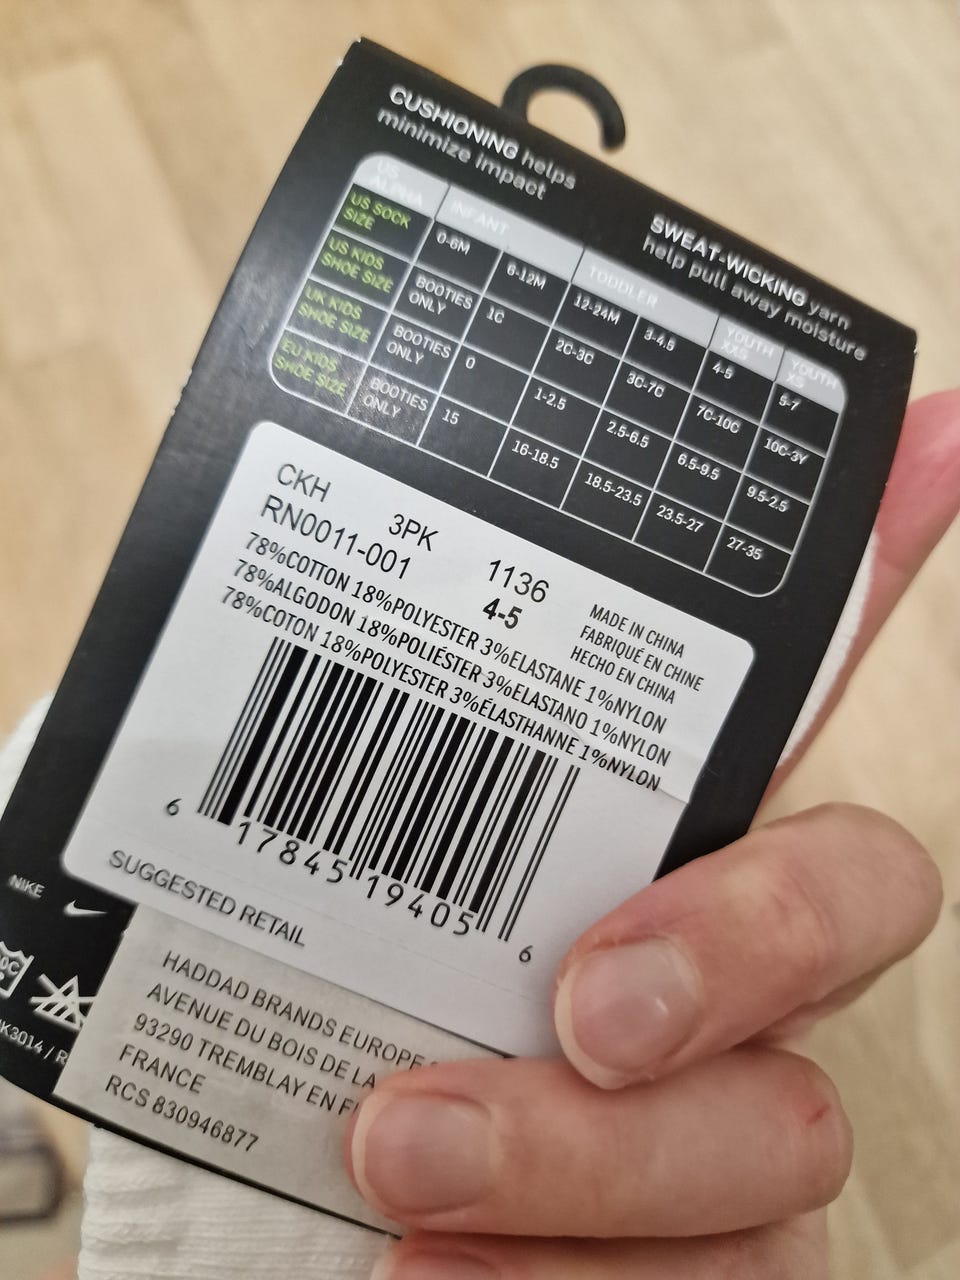 CUSHIONING helps
minimize impact
SWEAT-WICKING yarn
help pull away moisture
US ALPHA INFANT TODDLER YOUTH XXS YOUTH XS
US SOCK SIZE 0-6M 6-12M 12-24M 3-4.5 4-5 5-7
US KIDS SHOE SIZE BOOTIES ONLY 1C 2C-3C 3C-7C 7C-10C 10C-3Y
UK KIDS SHOE SIZE BOOTIES ONLY 0 1-2.5 2.5-6.5 6.5-9.5 9.5-2.5
EU KIDS SHOE SIZE BOOTIES ONLY 15 16-18.5 18.5-23.5 23.5-27 27-35
CKH 3PK 1136
RN0011-001 4-5
MADE IN CHINA
FABRIQUÉ EN CHINE
HECHO EN CHINA
78%COTTON 18%POLYESTER 3%ELASTANE 1%NYLON
78%ALGODON 18%POLIÉSTER 3%ELASTANO 1%NYLON
78%COTON 18%POLYESTER 3%ÉLASTHANNE 1%NYLON
6 17845 19405 6
SUGGESTED RETAIL
NIKE
HADDAD BRANDS EUROPE
AVENUE DU BOIS DE LA
93290 TREMBLAY EN
FRANCE
RCS 830946877